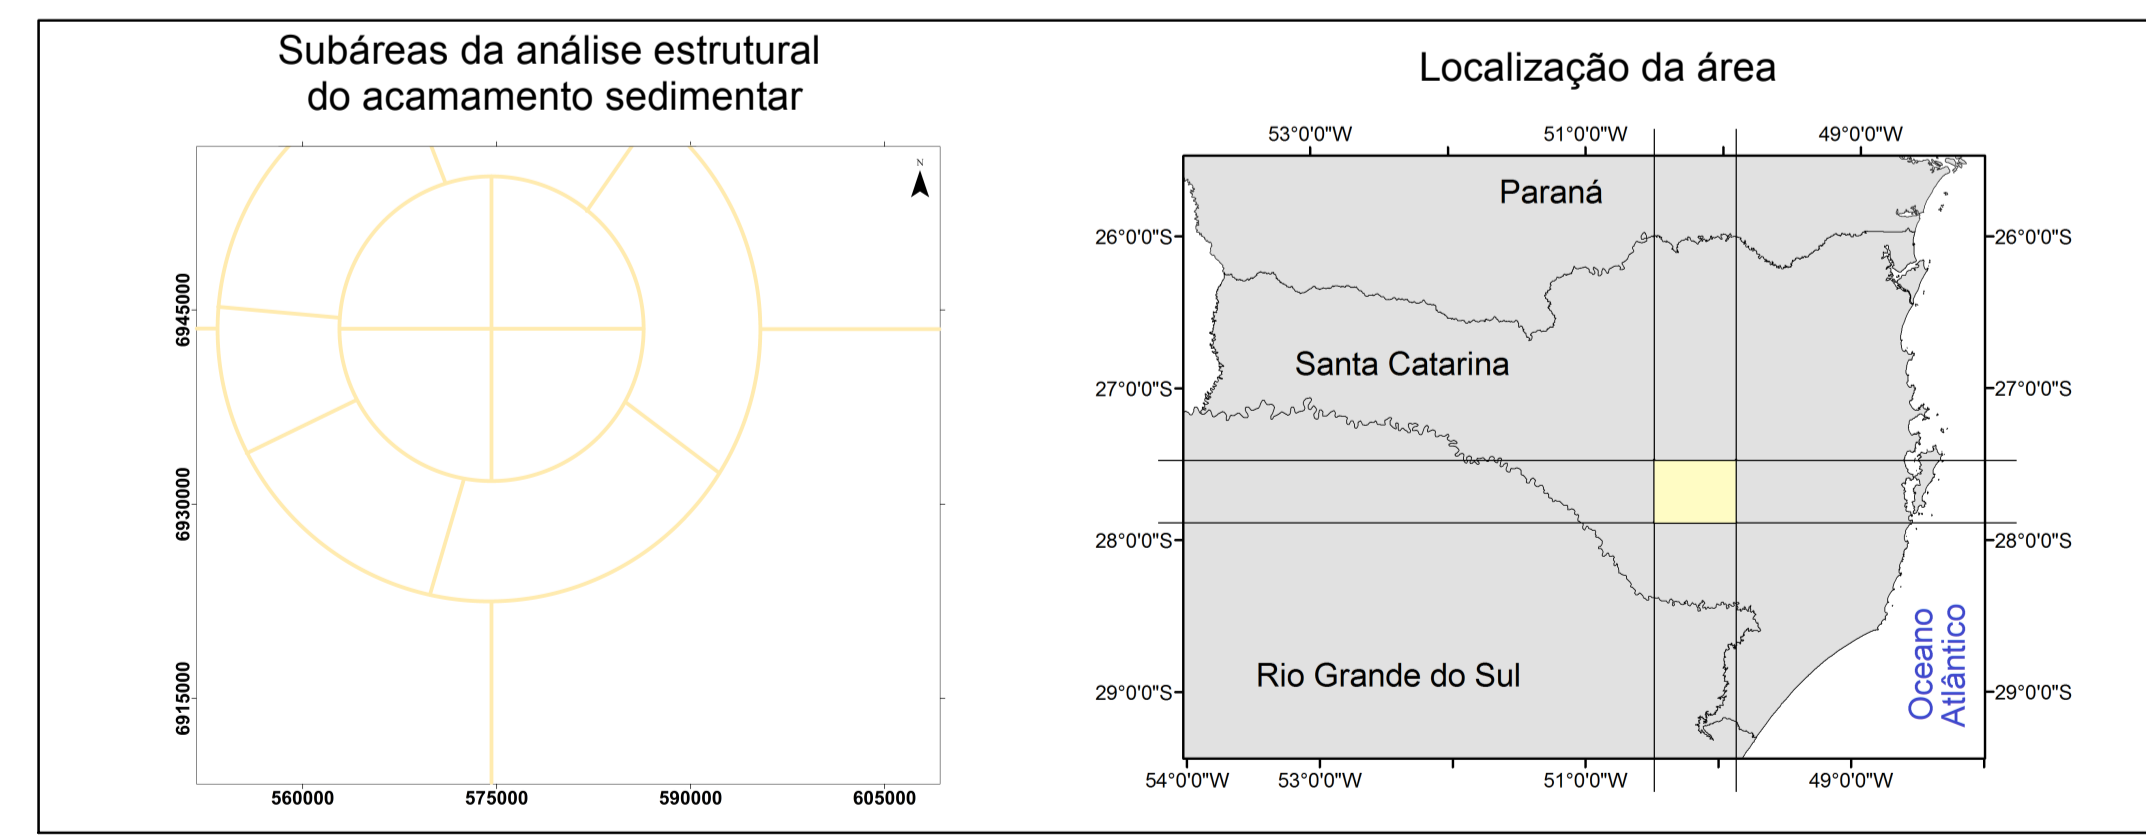 Subáreas da análise estrutural
do acamamento sedimentar
N
6945000
6930000
6915000
560000
575000
590000
605000
Localização da área
53°0'0"W
51°0'0"W
49°0'0"W
Paraná
26°0'0"S
26°0'0"S
Santa Catarina
27°0'0"S
27°0'0"S
28°0'0"S
28°0'0"S
Rio Grande do Sul
29°0'0"S
29°0'0"S
Oceano
Atlântico
54°0'0"W
53°0'0"W
51°0'0"W
49°0'0"W